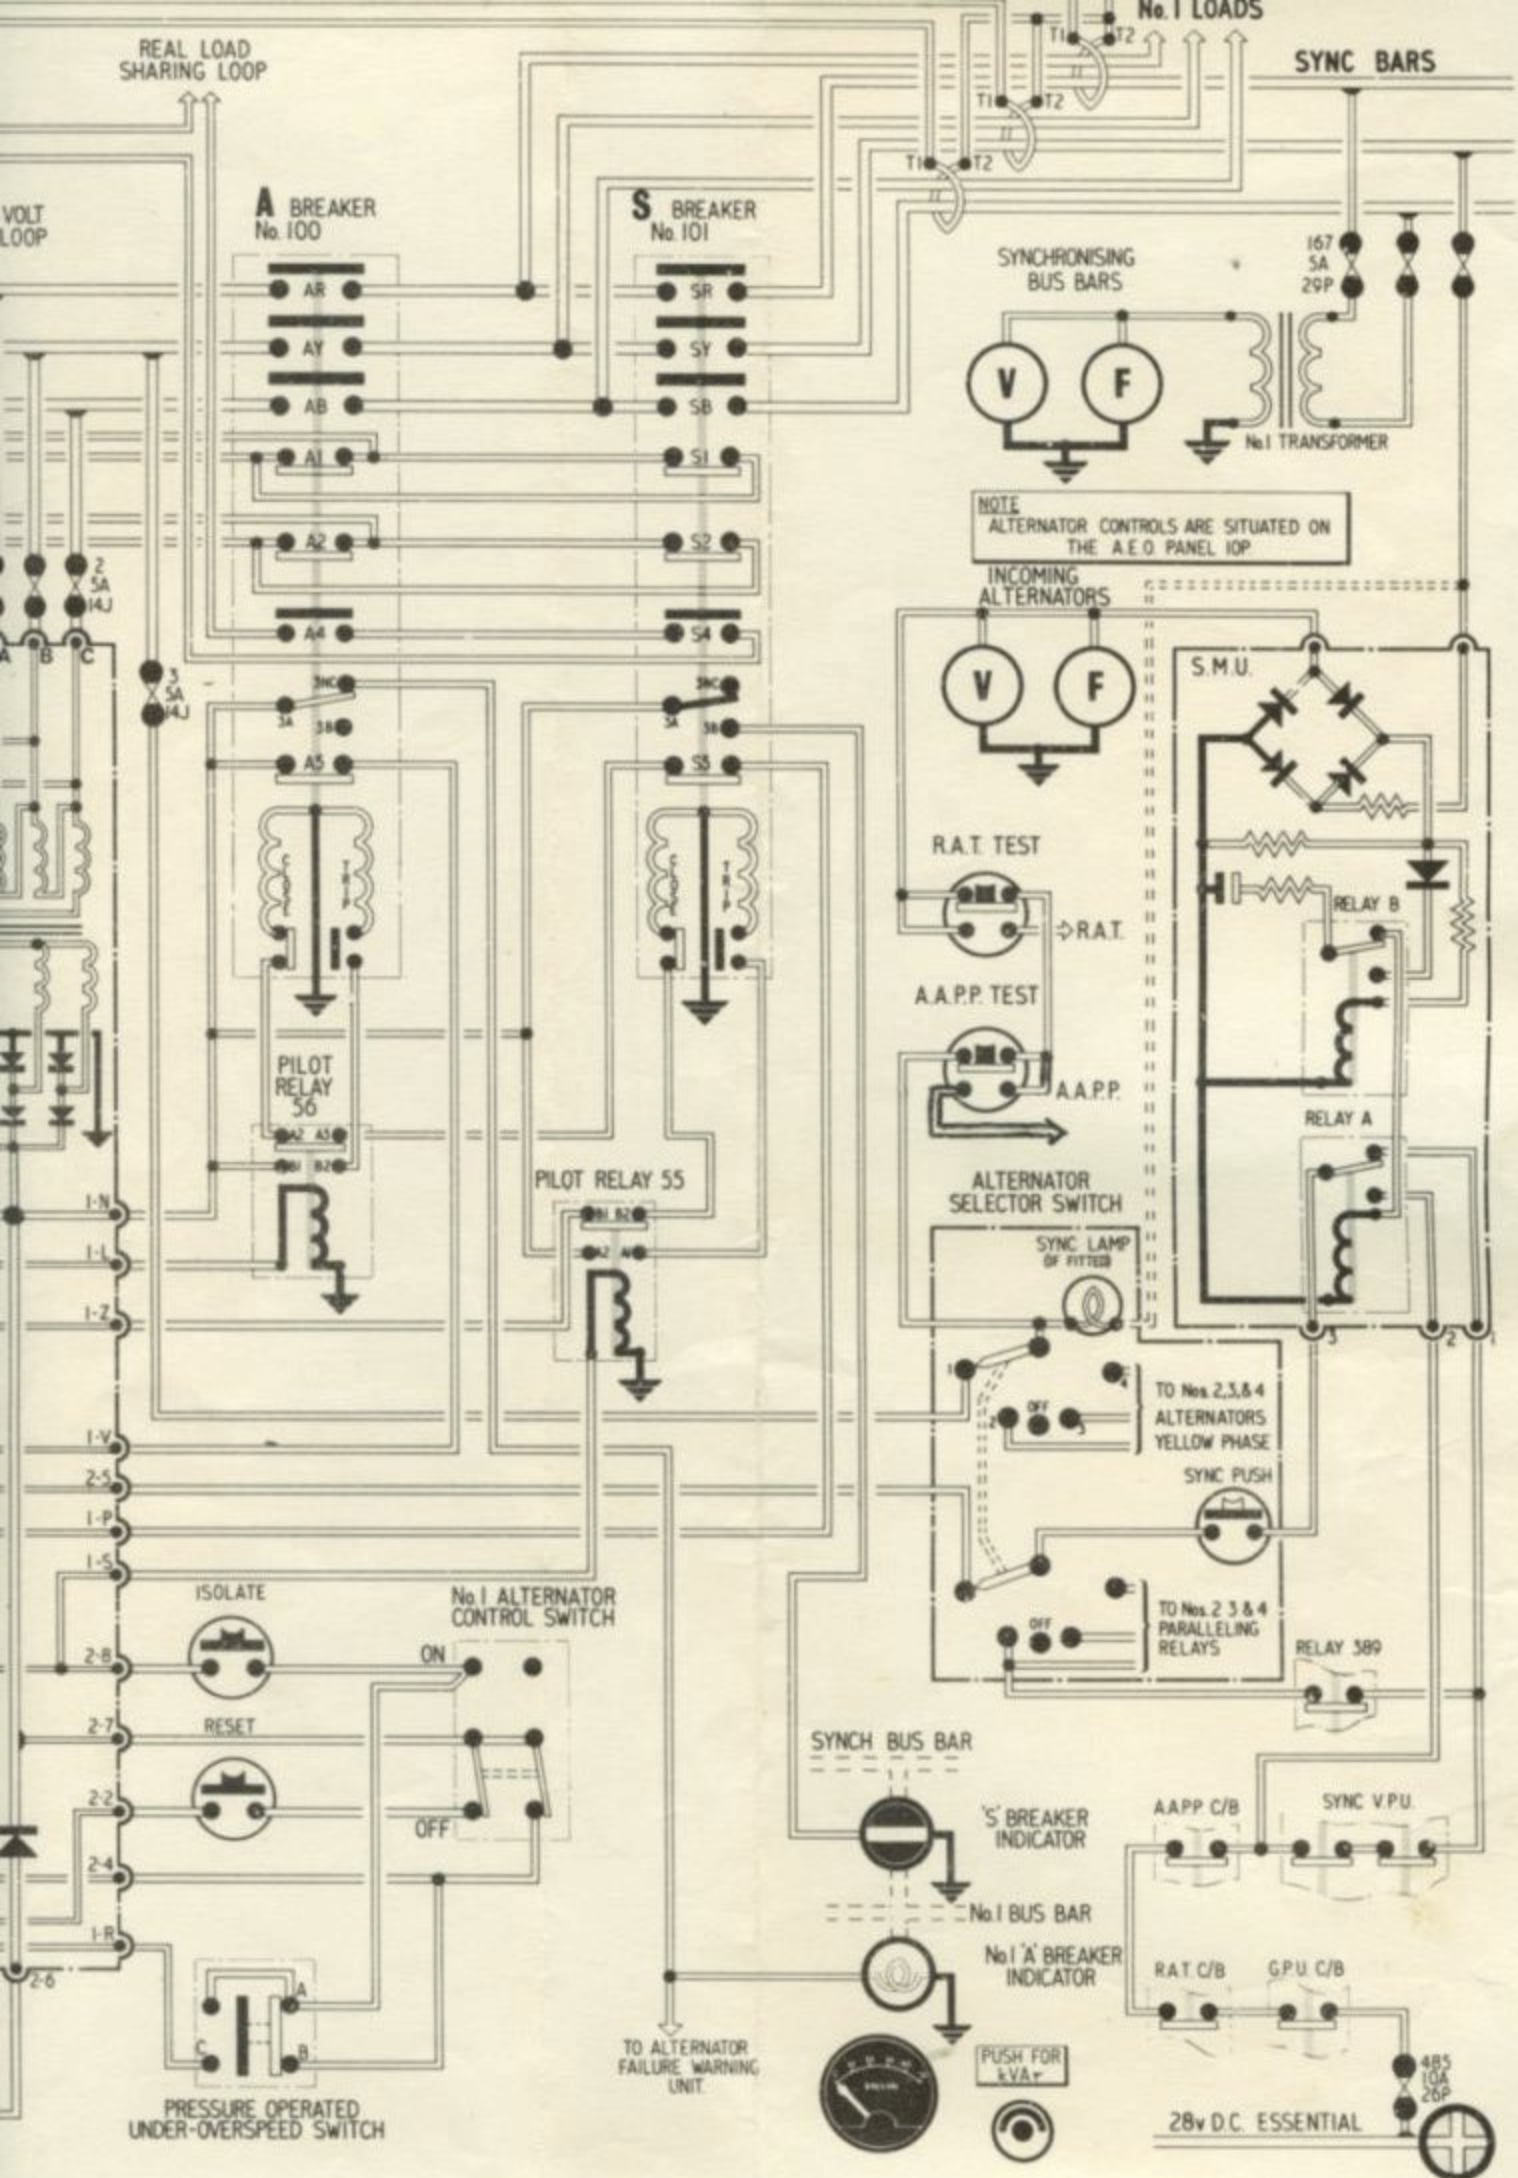 No. 1 LOADS
REAL LOAD
SHARING LOOP
T1 T2
SYNC BARS
T1 T2
T1 T2
VOLT
LOOP
A BREAKER
No. 100
S BREAKER
No. 101
SYNCHRONISING
BUS BARS
167
5A
29P
AR
SR
AY
SY
AB
SB
V
F
No.1 TRANSFORMER
A1
S1
NOTE
ALTERNATOR CONTROLS ARE SITUATED ON
THE A.E.O. PANEL 10P
A2
S2
2
5A
14J
INCOMING
ALTERNATORS
A4
S4
A
B
C
3
5A
14J
S.M.U.
3NC
3A
3B
3NC
3A
3B
V
F
A5
S3
CLOSE
TRIP
CLOSE
TRIP
R.A.T. TEST
R.A.T.
RELAY B
A.A.P.P. TEST
A.A.P.P.
PILOT
RELAY
56
A2 A3
B1 B2
RELAY A
PILOT RELAY 55
B1 B2
A2
ALTERNATOR
SELECTOR SWITCH
1-N
1-L
1-Z
SYNC LAMP
(IF FITTED)
3
2
1
1
4
2
OFF
3
TO Nos. 2,3,& 4
ALTERNATORS
YELLOW PHASE
1-V
2-5
1-P
1-S
SYNC PUSH
ISOLATE
No. 1 ALTERNATOR
CONTROL SWITCH
OFF
TO Nos. 2 3 & 4
PARALLELING
RELAYS
RELAY 389
2-8
ON
2-7
RESET
2-2
OFF
SYNCH BUS BAR
'S' BREAKER
INDICATOR
A.A.P.P C/B
SYNC V.P.U.
2-4
No.1 BUS BAR
1-R
2-6
No.1 'A' BREAKER
INDICATOR
R.A.T. C/B
G.P.U. C/B
A
C
B
TO ALTERNATOR
FAILURE WARNING
UNIT.
PUSH FOR
kVAr
485
10A
26P
PRESSURE OPERATED
UNDER-OVERSPEED SWITCH
28v D.C. ESSENTIAL